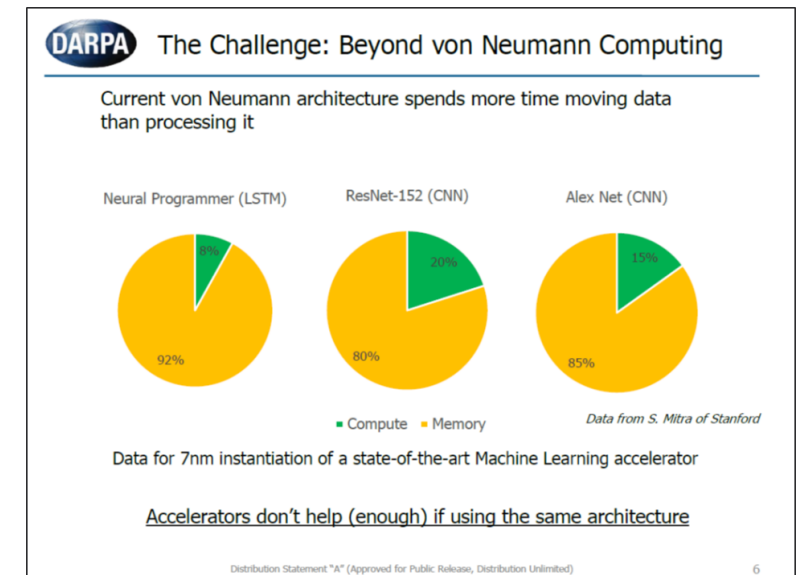 DARPA
The Challenge: Beyond von Neumann Computing
Current von Neumann architecture spends more time moving data
than processing it
Neural Programmer (LSTM)
ResNet-152 (CNN)
Alex Net (CNN)
8%
92%
20%
80%
15%
85%
Compute
Memory
Data from S. Mitra of Stanford
Data for 7nm instantiation of a state-of-the-art Machine Learning accelerator
Accelerators don't help (enough) if using the same architecture
Distribution Statement "A" (Approved for Public Release, Distribution Unlimited)
6